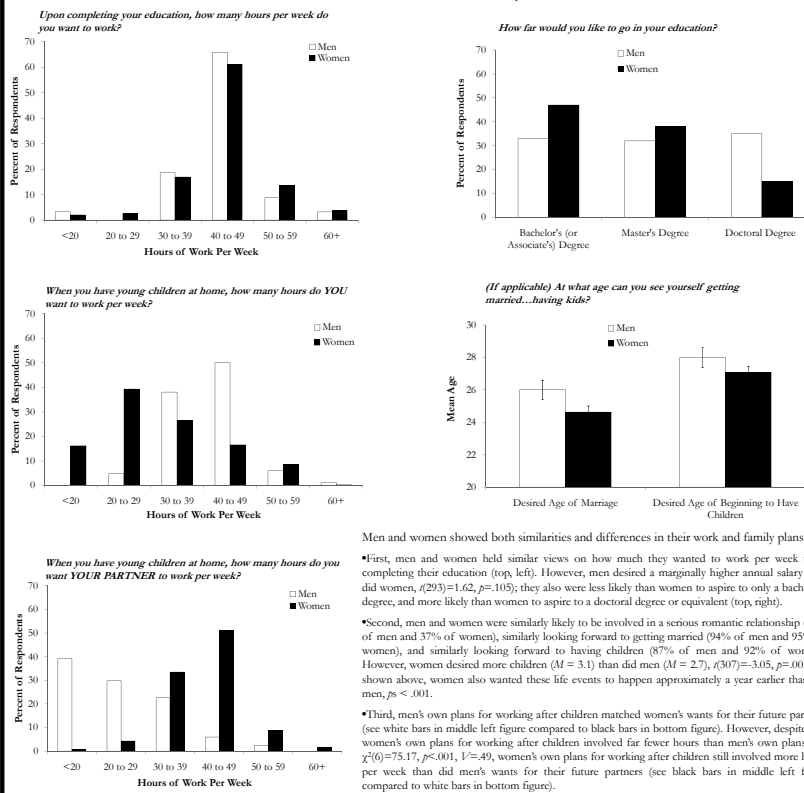 Upon completing your education, how many hours per week do
you want to work?
70
60
50
40
30
20
10
0
Percent of Respondents
Men
Women
<20
20 to 29
30 to 39
40 to 49
50 to 59
60+
Hours of Work Per Week
How far would you like to go in your education?
70
60
50
40
30
20
10
0
Percent of Respondents
Men
Women
Bachelor's (or
Associate's) Degree
Master's Degree
Doctoral Degree
When you have young children at home, how many hours do YOU
want to work per week?
70
60
50
40
30
20
10
0
Percent of Respondents
Men
Women
<20
20 to 29
30 to 39
40 to 49
50 to 59
60+
Hours of Work Per Week
(If applicable) At what age can you see yourself getting
married…having kids?
30
28
26
24
22
20
Mean Age
Men
Women
Desired Age of Marriage
Desired Age of Beginning to Have
Children
When you have young children at home, how many hours do you
want YOUR PARTNER to work per week?
70
60
50
40
30
20
10
0
Percent of Respondents
Men
Women
<20
20 to 29
30 to 39
40 to 49
50 to 59
60+
Hours of Work Per Week
Men and women showed both similarities and differences in their work and family plans
•First, men and women held similar views on how much they wanted to work per week
completing their education (top, left). However, men desired a marginally higher annual salary
did women, t(293)=1.62, p=.105); they also were less likely than women to aspire to only a bach
degree, and more likely than women to aspire to a doctoral degree or equivalent (top, right).
•Second, men and women were similarly likely to be involved in a serious romantic relationship
of men and 37% of women), similarly looking forward to getting married (94% of men and 95%
women), and similarly looking forward to having children (87% of men and 92% of wom
However, women desired more children (M = 3.1) than did men (M = 2.7), t(307)=-3.05, p=.00
shown above, women also wanted these life events to happen approximately a year earlier than
men, ps < .001.
•Third, men's own plans for working after children matched women's wants for their future par
(see white bars in middle left figure compared to black bars in bottom figure). However, despite
women's own plans for working after children involved far fewer hours than men's own plans
χ²(6)=75.17, p<.001, V=.49, women's own plans for working after children still involved more h
per week than did men's wants for their future partners (see black bars in middle left f
compared to white bars in bottom figure).